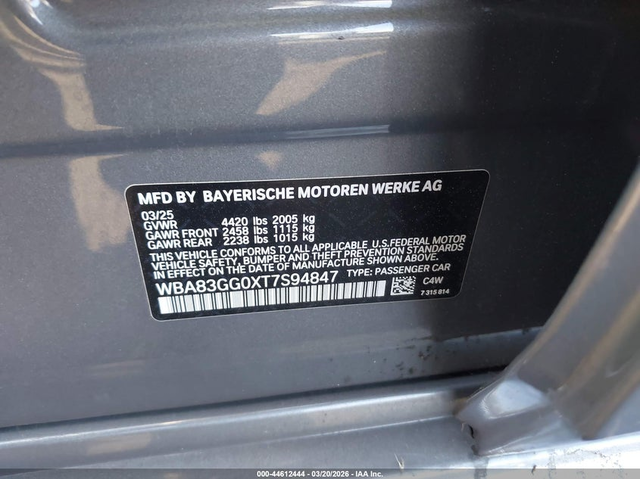 MFD BY BAYERISCHE MOTOREN WERKE AG
03/25
GVWR 4420 lbs 2005 kg
GAWR FRONT 2458 lbs 1115 kg
GAWR REAR 2238 lbs 1015 kg
THIS VEHICLE CONFORMS TO ALL APPLICABLE U.S.FEDERAL MOTOR
VEHICLE SAFETY, BUMPER AND THEFT PREVENTION STANDARDS
IN EFFECT ON THE DATE OF MANUFACTURE SHOWN ABOVE.
WBA83GG0XT7S94847 TYPE: PASSENGER CAR
C4W
7 315 814
000-44612444 | 03/20/2026 | IAA Inc.